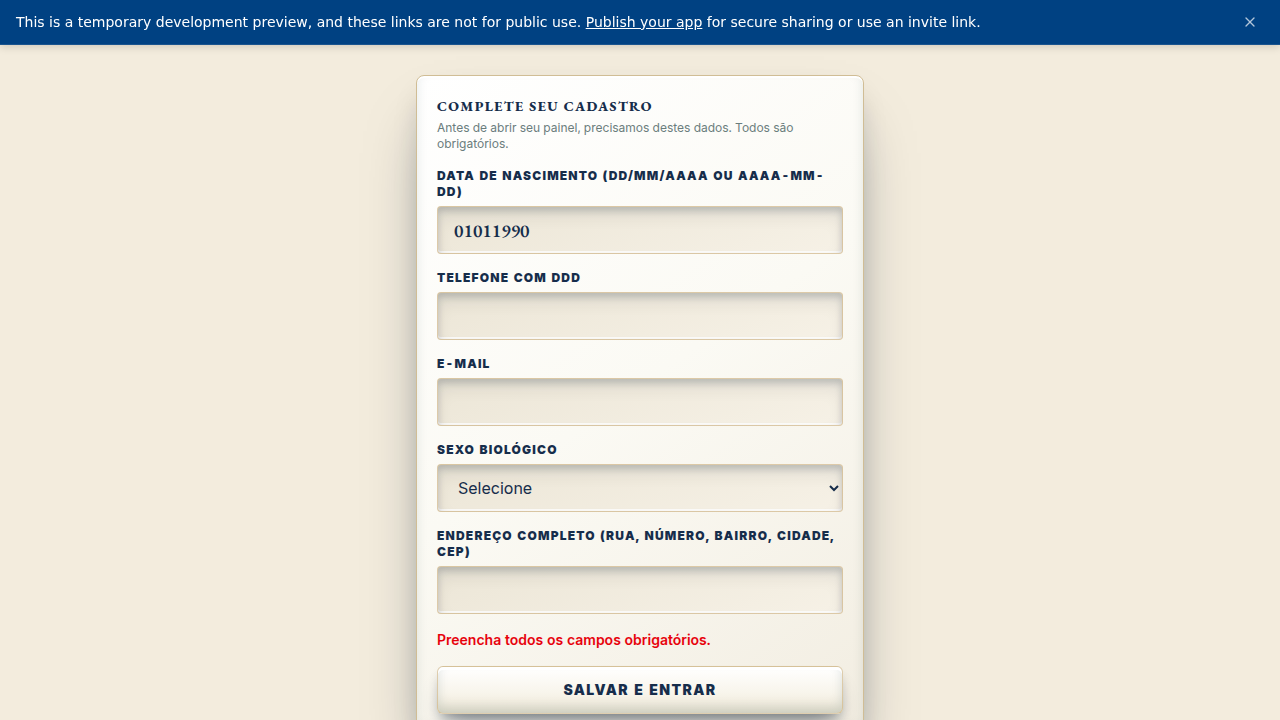 This is a temporary development preview, and these links are not for public use. Publish your app for secure sharing or use an invite link. ×
COMPLETE SEU CADASTRO
Antes de abrir seu painel, precisamos destes dados. Todos são
obrigatórios.
DATA DE NASCIMENTO (DD/MM/AAAA OU AAAA-MM-
DD)
01011990
TELEFONE COM DDD
E-MAIL
SEXO BIOLÓGICO
Selecione
ENDEREÇO COMPLETO (RUA, NÚMERO, BAIRRO, CIDADE,
CEP)
Preencha todos os campos obrigatórios.
SALVAR E ENTRAR